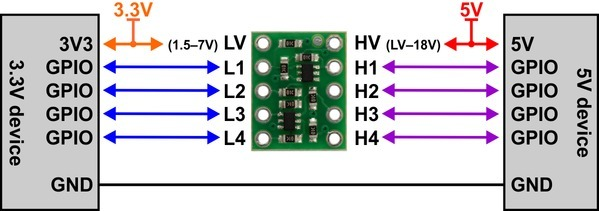 3.3V
5V
3V3
(1.5–7V)
LV
HV
(LV–18V)
5V
GPIO
L1
H1
GPIO
GPIO
L2
H2
GPIO
GPIO
L3
H3
GPIO
GPIO
L4
H4
GPIO
GND
GND
3.3V device
5V device